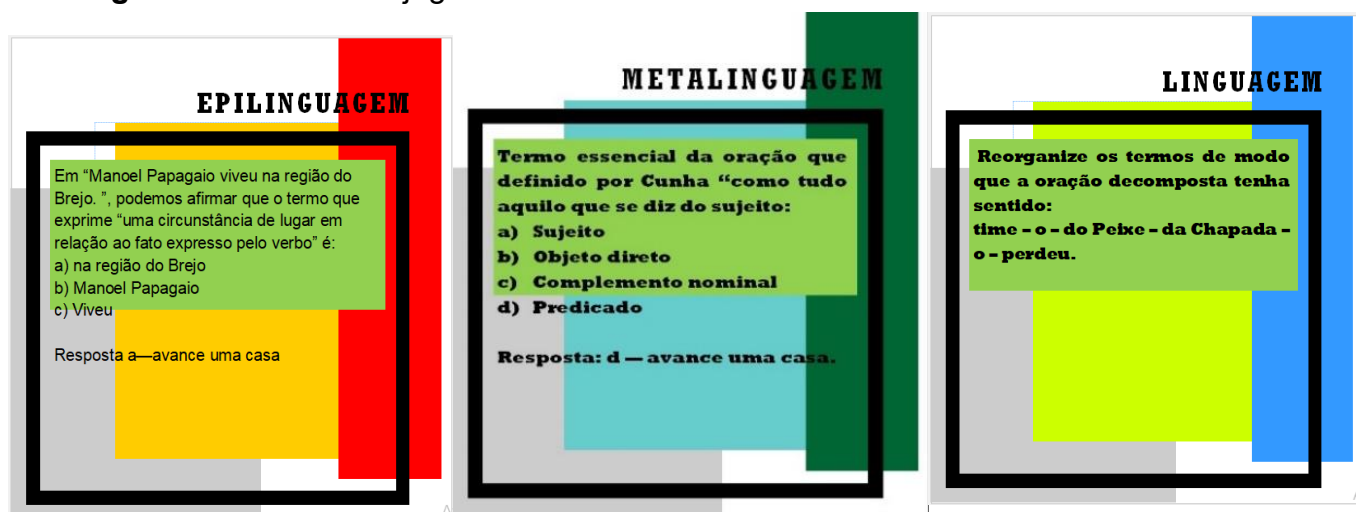 EPILINGUAGEM
Em “Manoel Papagaio viveu na região do
Brejo. ”, podemos afirmar que o termo que
exprime “uma circunstância de lugar em
relação ao fato expresso pelo verbo” é:
a) na região do Brejo
b) Manoel Papagaio
c) Viveu
Resposta a—avance uma casa
METALINGUAGEM
Termo essencial da oração que
definido por Cunha “como tudo
aquilo que se diz do sujeito:
a) Sujeito
b) Objeto direto
c) Complemento nominal
d) Predicado
Resposta: d — avance uma casa.
LINGUAGEM
Reorganize os termos de modo
que a oração decomposta tenha
sentido:
time – o – do Peixe – da Chapada –
o – perdeu.